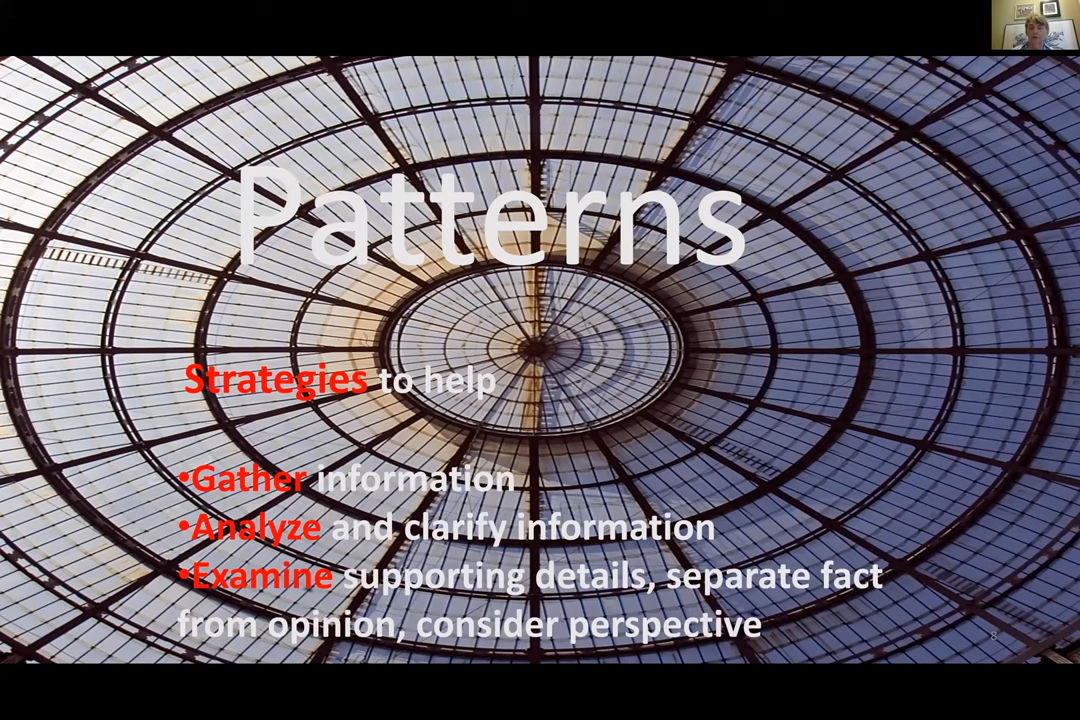 Patterns
Strategies to help
•Gather information
•Analyze and clarify information
•Examine supporting details, separate fact
from opinion, consider perspective
8